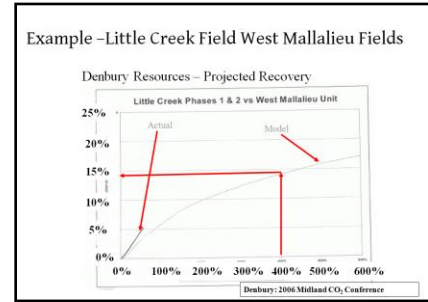 Example –Little Creek Field West Mallalieu Fields
Denbury Resources – Projected Recovery
Little Creek Phases 1 & 2 vs West Mallalieu Unit
25%
Actual
Model
20%
15%
10%
5%
0%
0% 100% 200% 300% 400% 500% 600%
Denbury: 2006 Midland CO₂ Conference